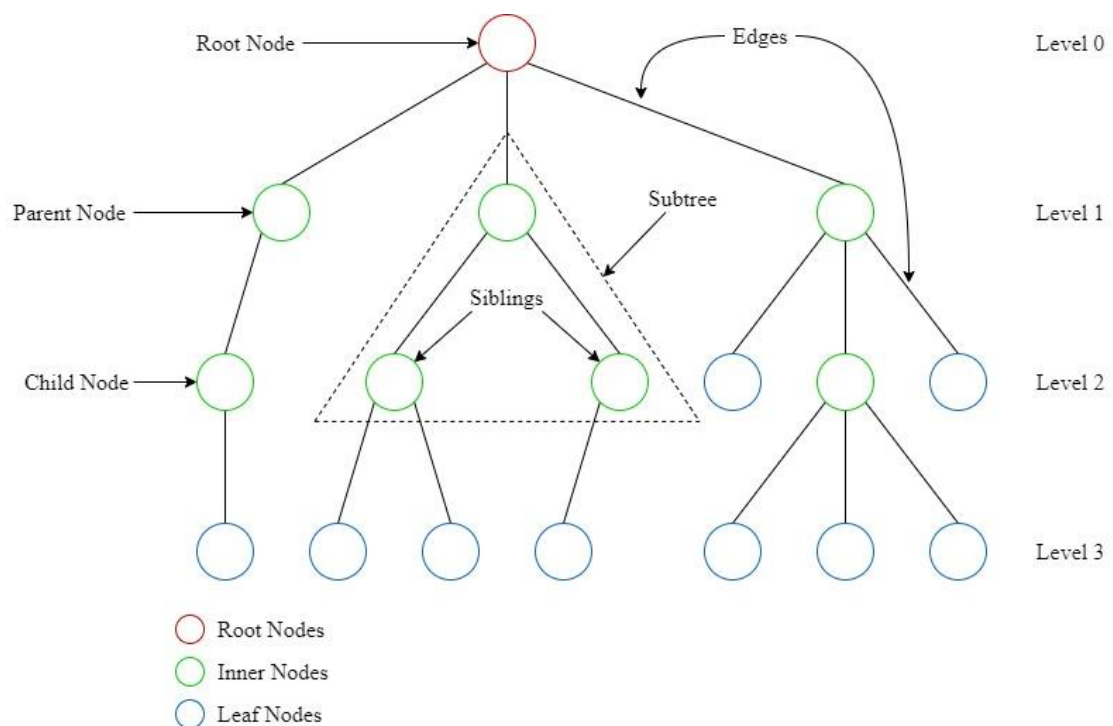 Root Node
Edges
Level 0
Parent Node
Subtree
Level 1
Siblings
Child Node
Level 2
Level 3
Root Nodes
Inner Nodes
Leaf Nodes